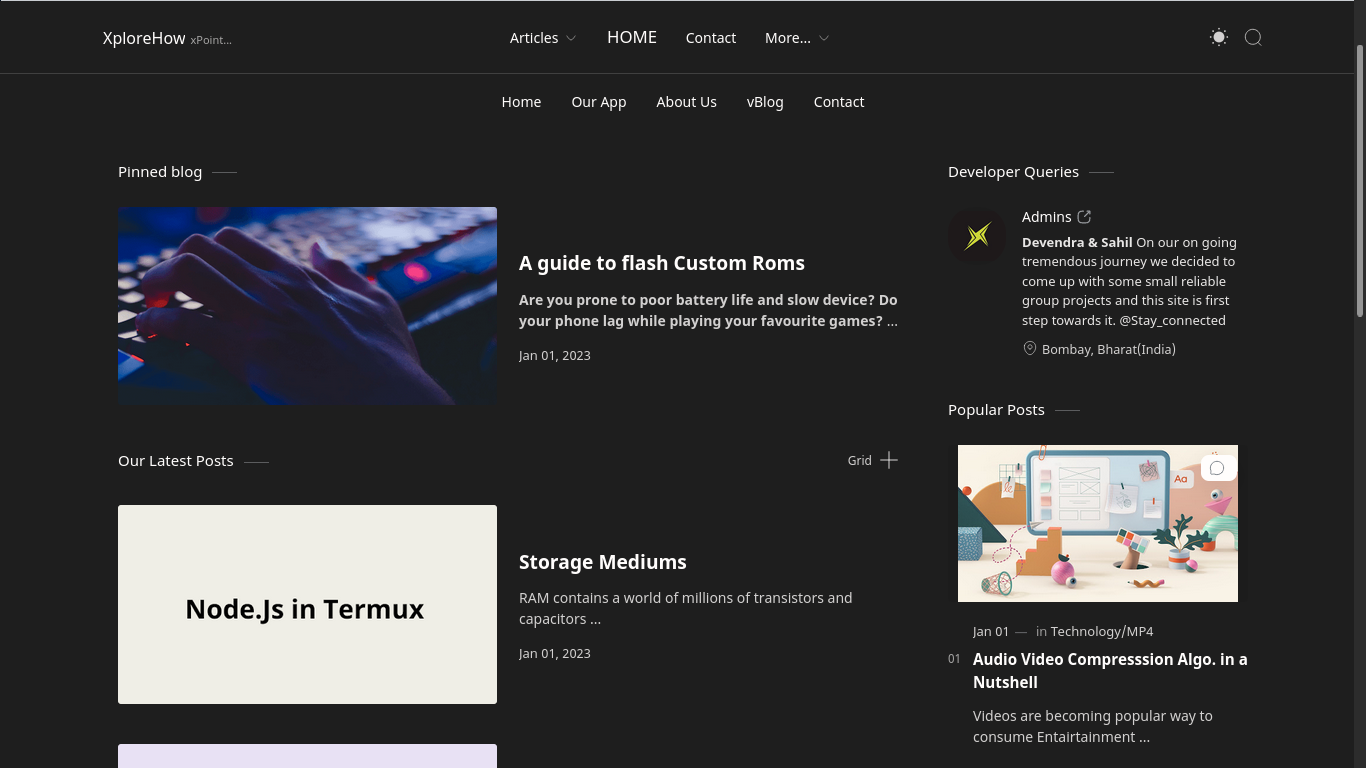 XploreHow xPoint...
Articles HOME Contact More...
Home Our App About Us vBlog Contact
Pinned blog
A guide to flash Custom Roms
Are you prone to poor battery life and slow device? Do
your phone lag while playing your favourite games? ...
Jan 01, 2023
Our Latest Posts
Grid
Node.Js in Termux
Storage Mediums
RAM contains a world of millions of transistors and
capacitors ...
Jan 01, 2023
Developer Queries
Admins
Devendra & Sahil On our on going
tremendous journey we decided to
come up with some small reliable
group projects and this site is first
step towards it. @Stay_connected
Bombay, Bharat(India)
Popular Posts
Aa
Jan 01 — in Technology/MP4
01 Audio Video Compresssion Algo. in a
Nutshell
Videos are becoming popular way to
consume Entairtainment ...